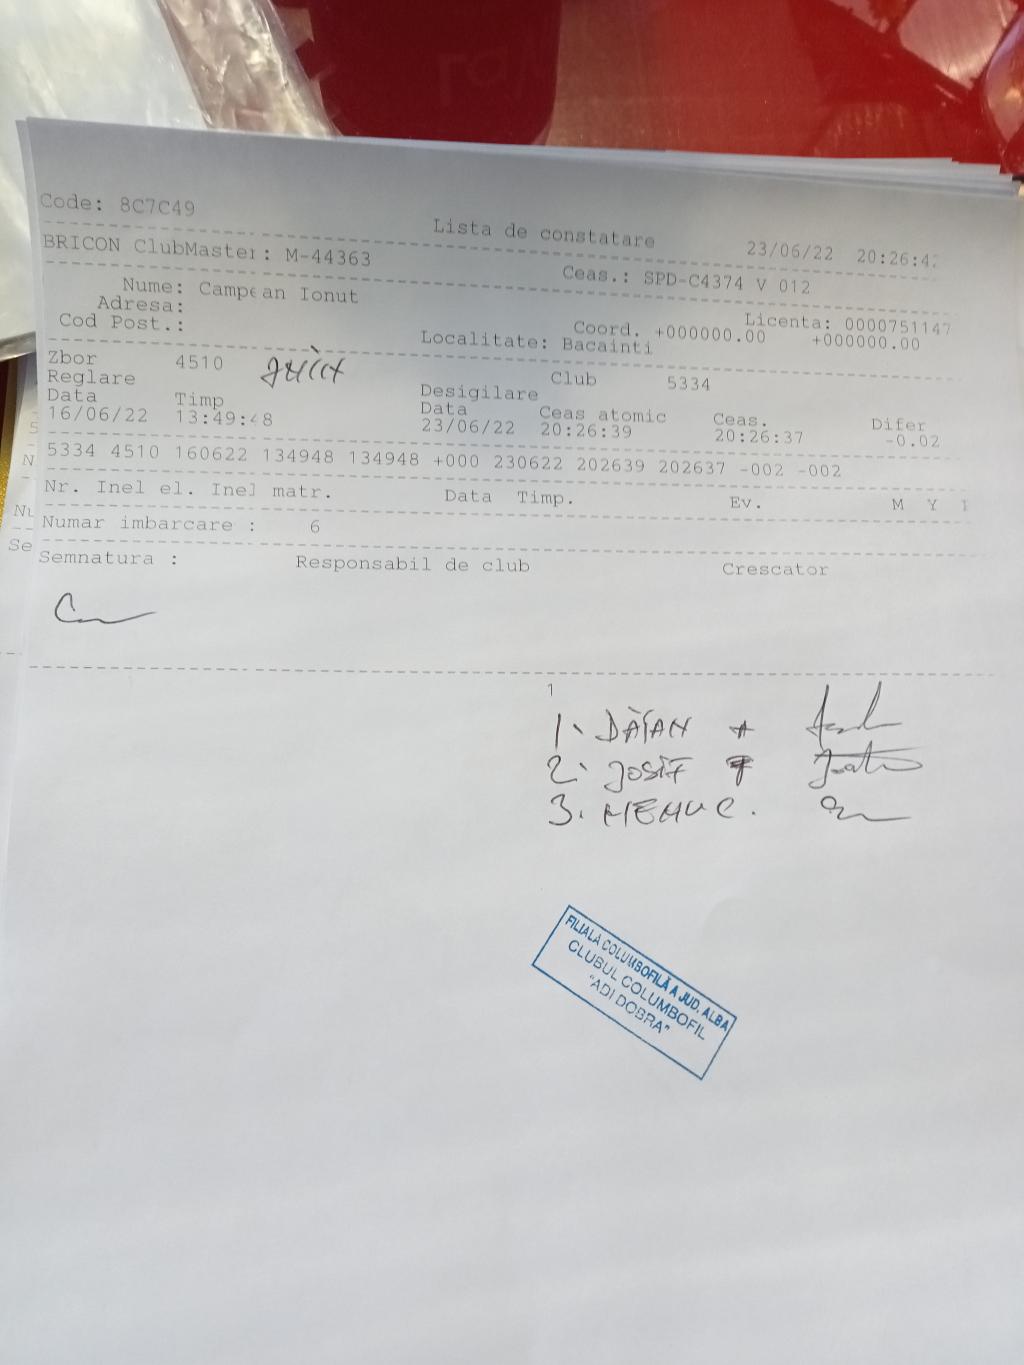 Code: 8C7C49
Lista de constatare 23/06/22 20:26:42
BRICON ClubMaster: M-44363 Ceas.: SPD-C4374 V 012
Nume: Campean Ionut Licenta: 0000751147
Adresa: Coord. +000000.00 +000000.00
Cod Post.: Localitate: Bacainti
Zbor 4510 Club 5334
Reglare Desigilare
Data Timp Data Ceas atomic Ceas. Difer
16/06/22 13:49:48 23/06/22 20:26:39 20:26:37 -0.02
5334 4510 160622 134948 134948 +000 230622 202639 202637 -002 -002
Nr. Inel el. Inel matr. Data Timp. Ev. M Y
Numar imbarcare : 6
Semnatura : Responsabil de club Crescator
1
1.
2. IOSIF
3.
FILIALA COLUMBOFILĂ A JUD. ALBA
CLUBUL COLUMBOFIL
"ADI DOBRA"